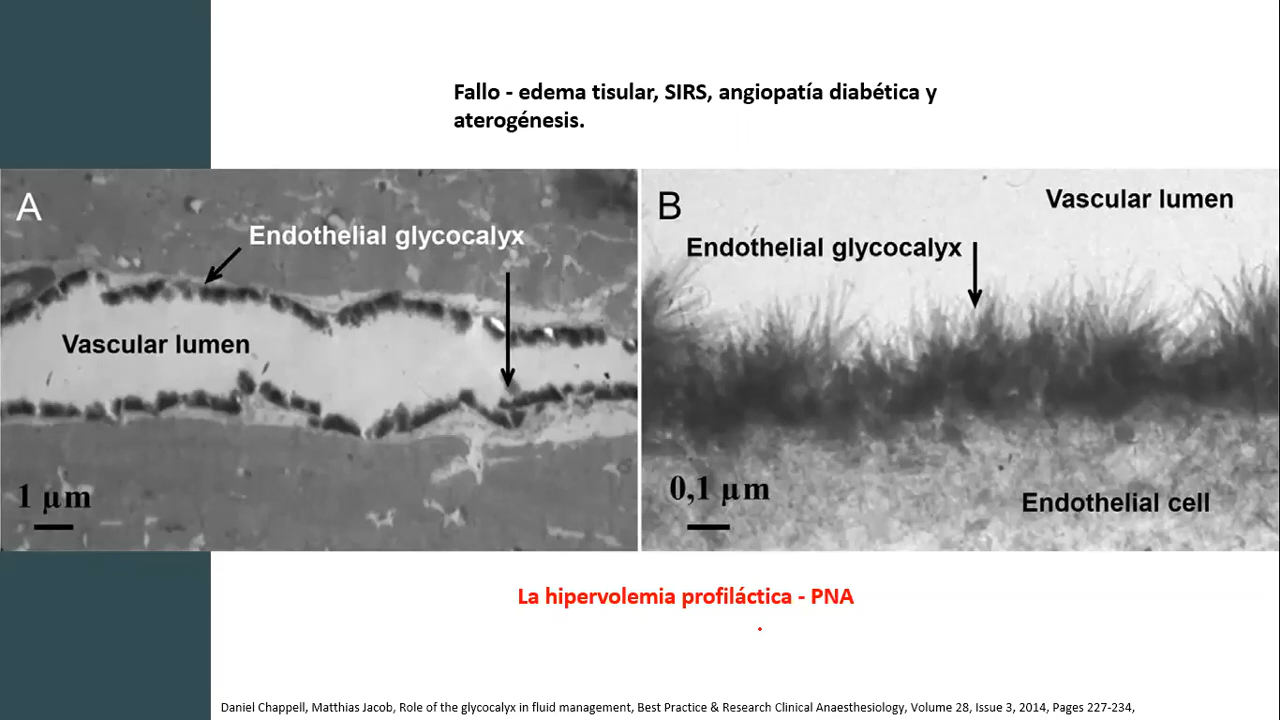 Fallo - edema tisular, SIRS, angiopatía diabética y
aterogénesis.
A
Endothelial glycocalyx
Vascular lumen
1 µm
B
Vascular lumen
Endothelial glycocalyx
0,1 µm
Endothelial cell
La hipervolemia profiláctica - PNA
Daniel Chappell, Matthias Jacob, Role of the glycocalyx in fluid management, Best Practice & Research Clinical Anaesthesiology, Volume 28, Issue 3, 2014, Pages 227-234,